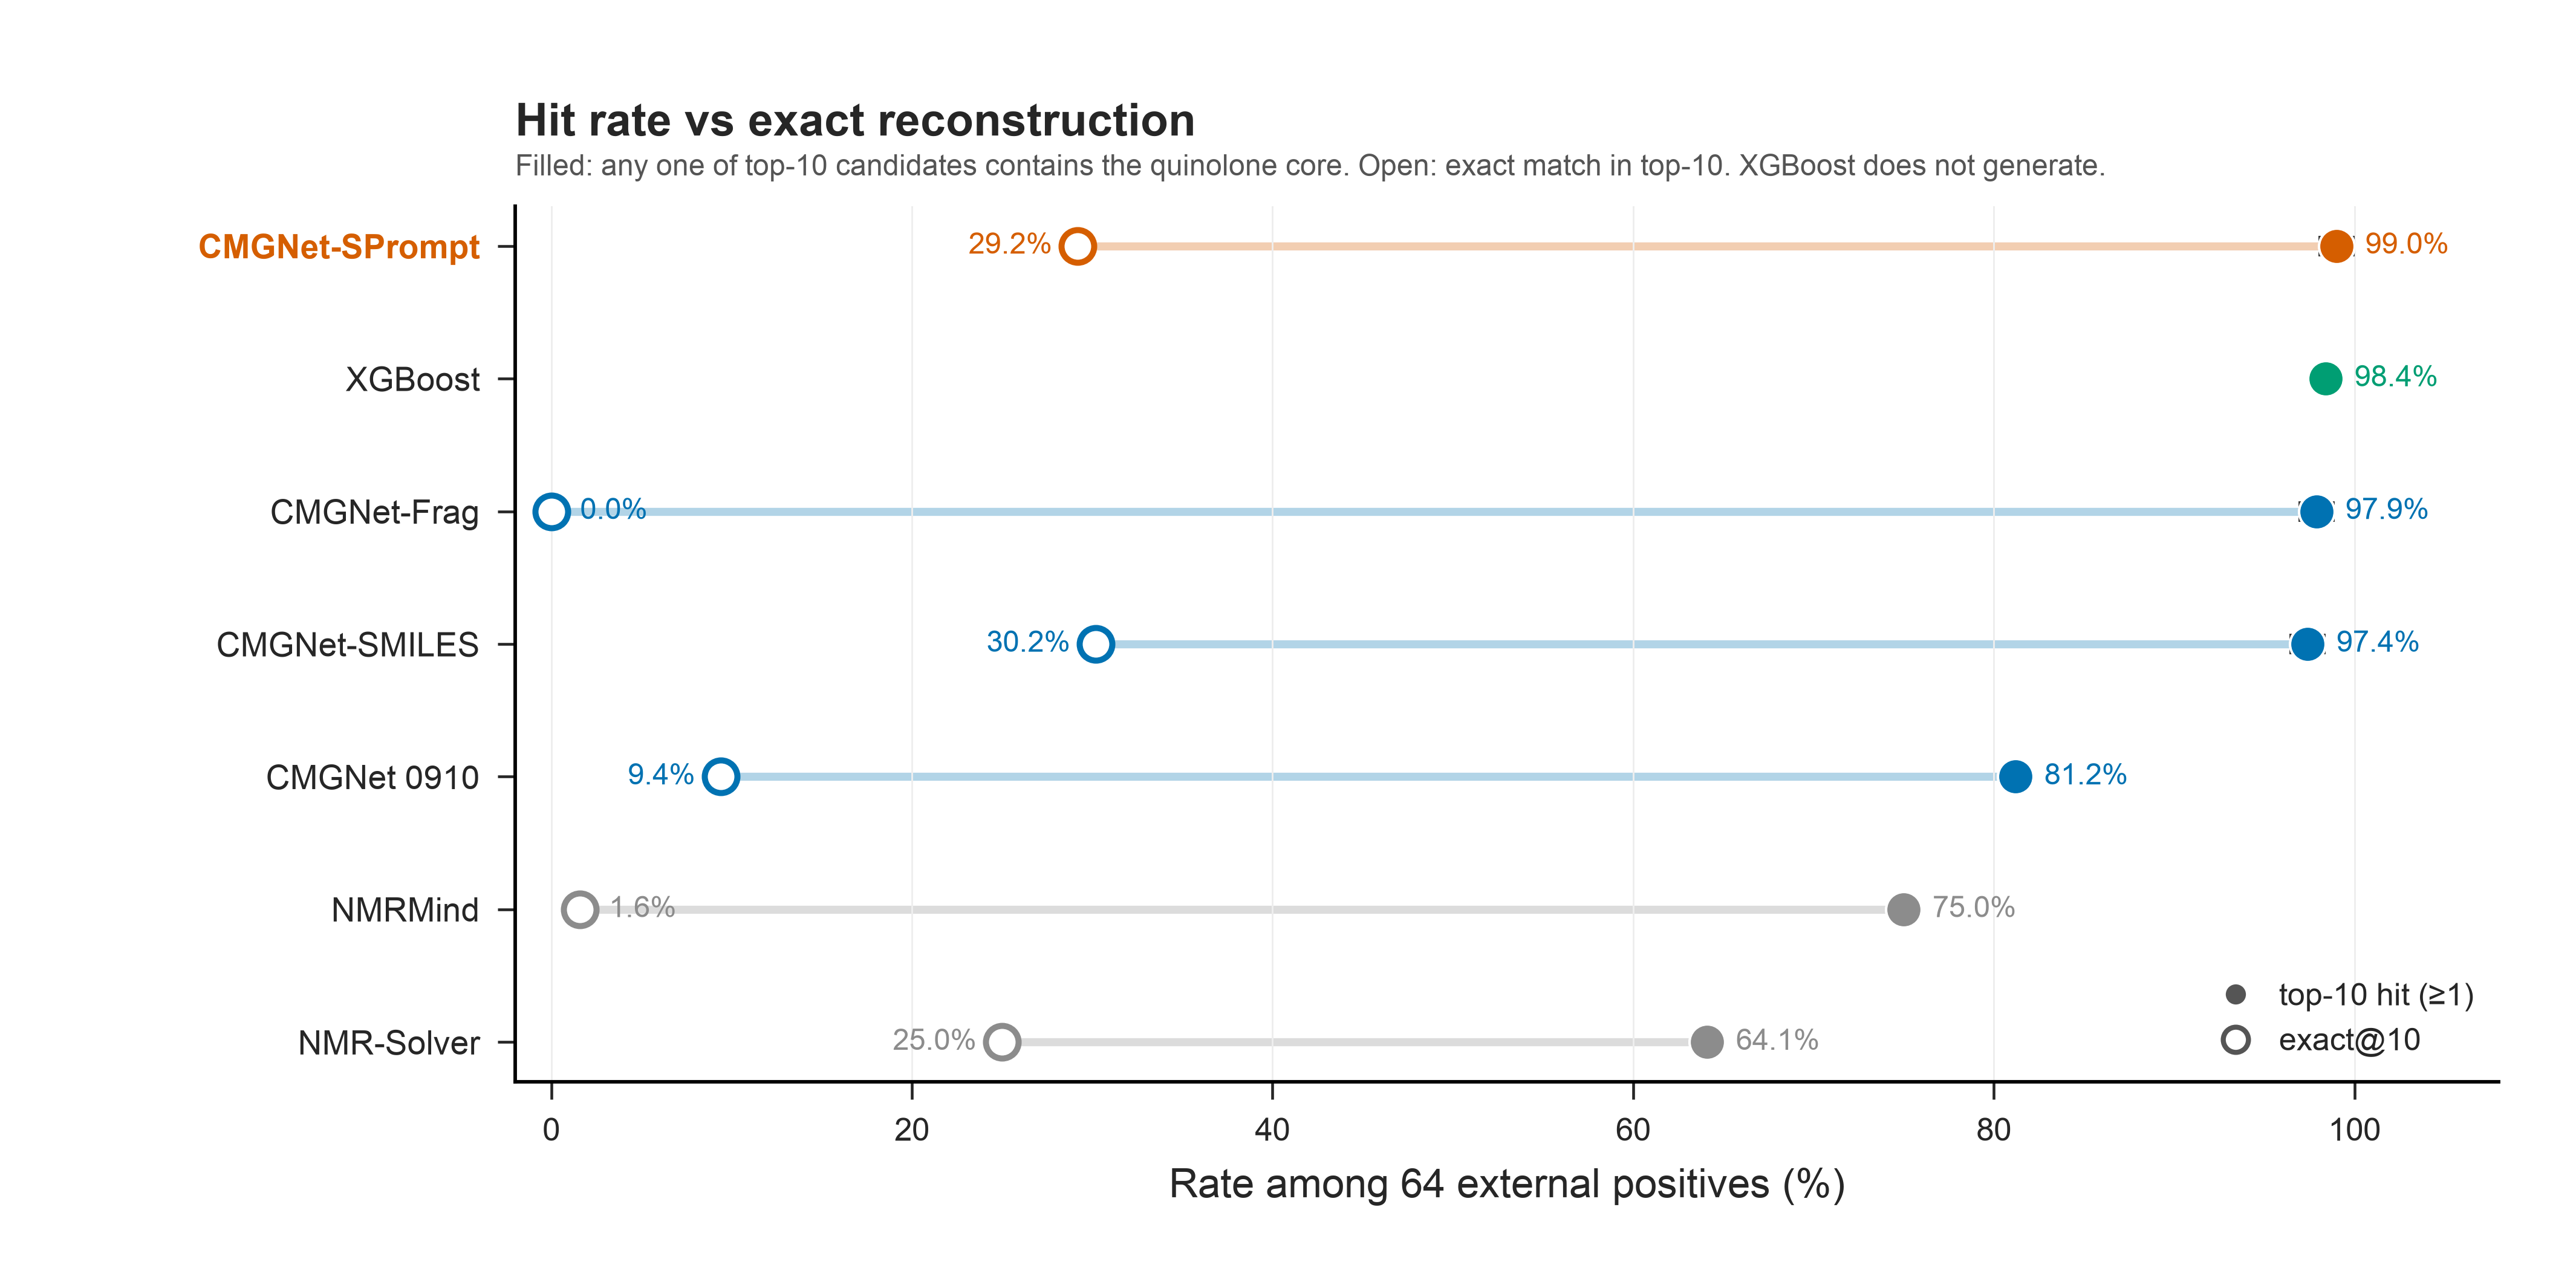 Hit rate vs exact reconstruction
Filled: any one of top-10 candidates contains the quinolone core. Open: exact match in top-10. XGBoost does not generate.
CMGNet-SPrompt
29.2%
99.0%
XGBoost
98.4%
CMGNet-Frag
0.0%
97.9%
CMGNet-SMILES
30.2%
97.4%
CMGNet 0910
9.4%
81.2%
NMRMind
1.6%
75.0%
NMR-Solver
25.0%
64.1%
top-10 hit (≥1)
exact@10
0 20 40 60 80 100
Rate among 64 external positives (%)